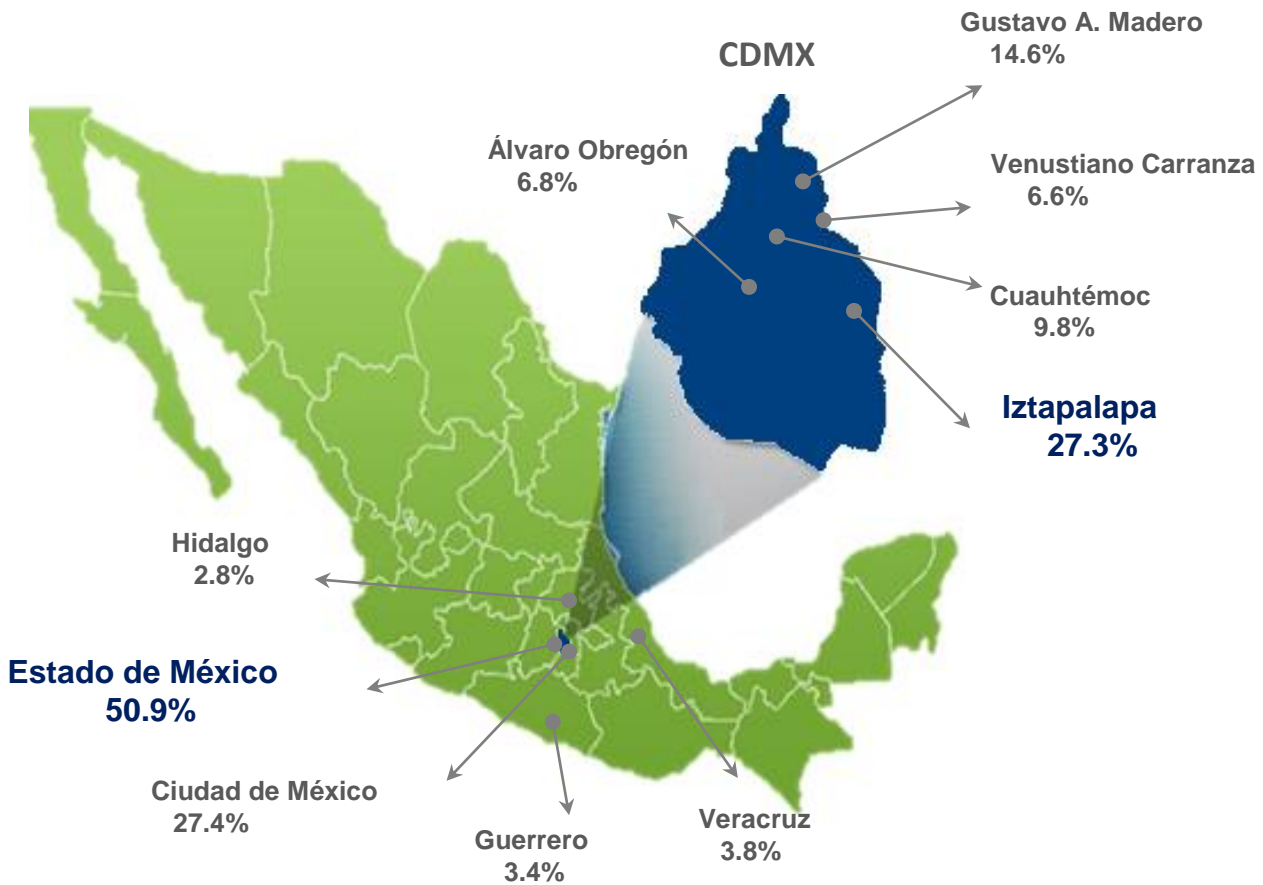 Gustavo A. Madero
14.6%
CDMX
Álvaro Obregón
6.8%
Venustiano Carranza
6.6%
Cuauhtémoc
9.8%
Iztapalapa
27.3%
Hidalgo
2.8%
Estado de México
50.9%
Ciudad de México
27.4%
Guerrero
3.4%
Veracruz
3.8%